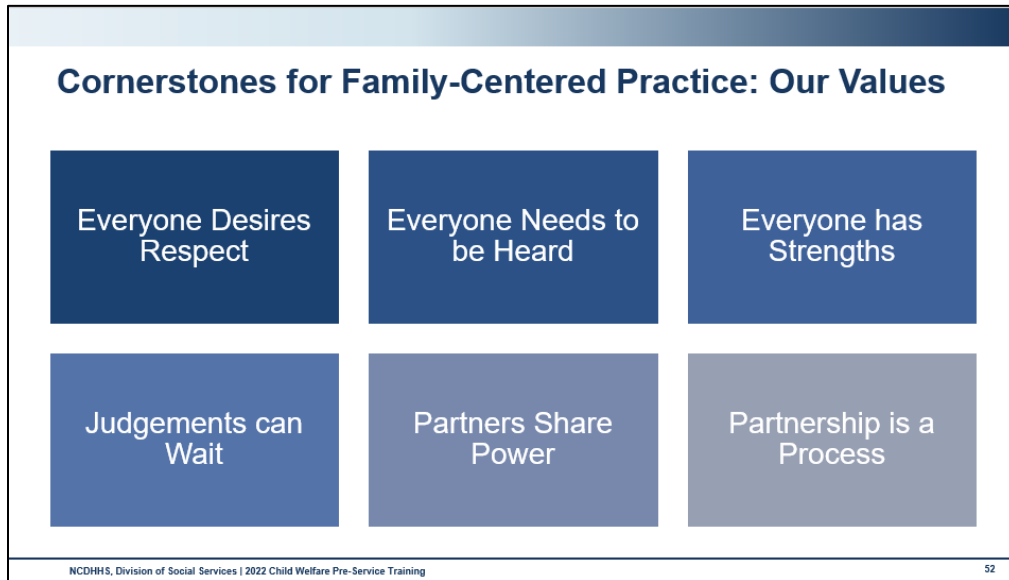 Cornerstones for Family-Centered Practice: Our Values
Everyone Desires
Respect
Everyone Needs to
be Heard
Everyone has
Strengths
Judgements can
Wait
Partners Share
Power
Partnership is a
Process
NCDHHS, Division of Social Services | 2022 Child Welfare Pre-Service Training
52